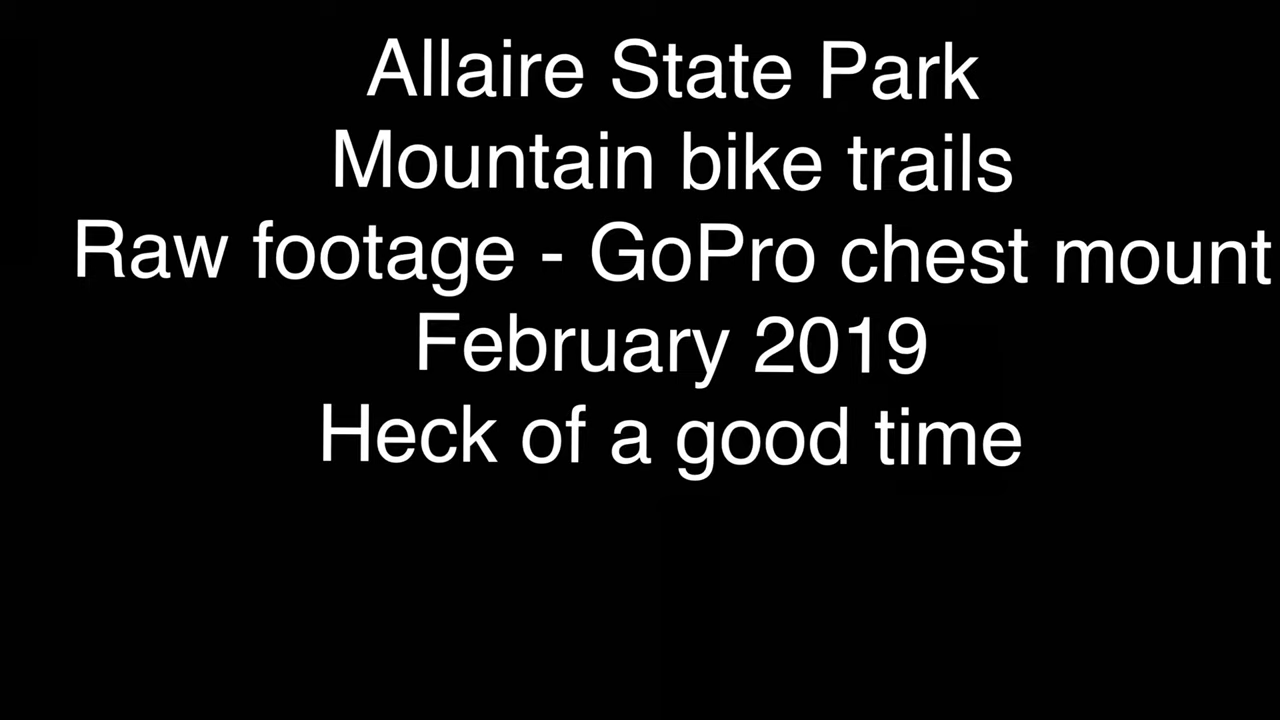 Allaire State Park
Mountain bike trails
Raw footage - GoPro chest mount
February 2019
Heck of a good time